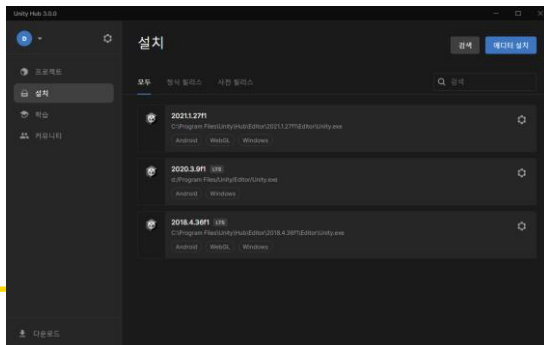 Unity Hub 3.0.0
D
프로젝트
설치
학습
커뮤니티
다운로드
설치
검색
에디터 설치
모두
정식 릴리스
사전 릴리스
검색
2021.1.27f1
C:\Program Files\Unity\Hub\Editor\2021.1.27f1\Editor\Unity.exe
Android WebGL Windows
2020.3.9f1 LTS
d:/Program Files/Unity/Editor/Unity.exe
Android Windows
2018.4.36f1 LTS
C:\Program Files\Unity\Hub\Editor\2018.4.36f1\Editor\Unity.exe
Android WebGL Windows